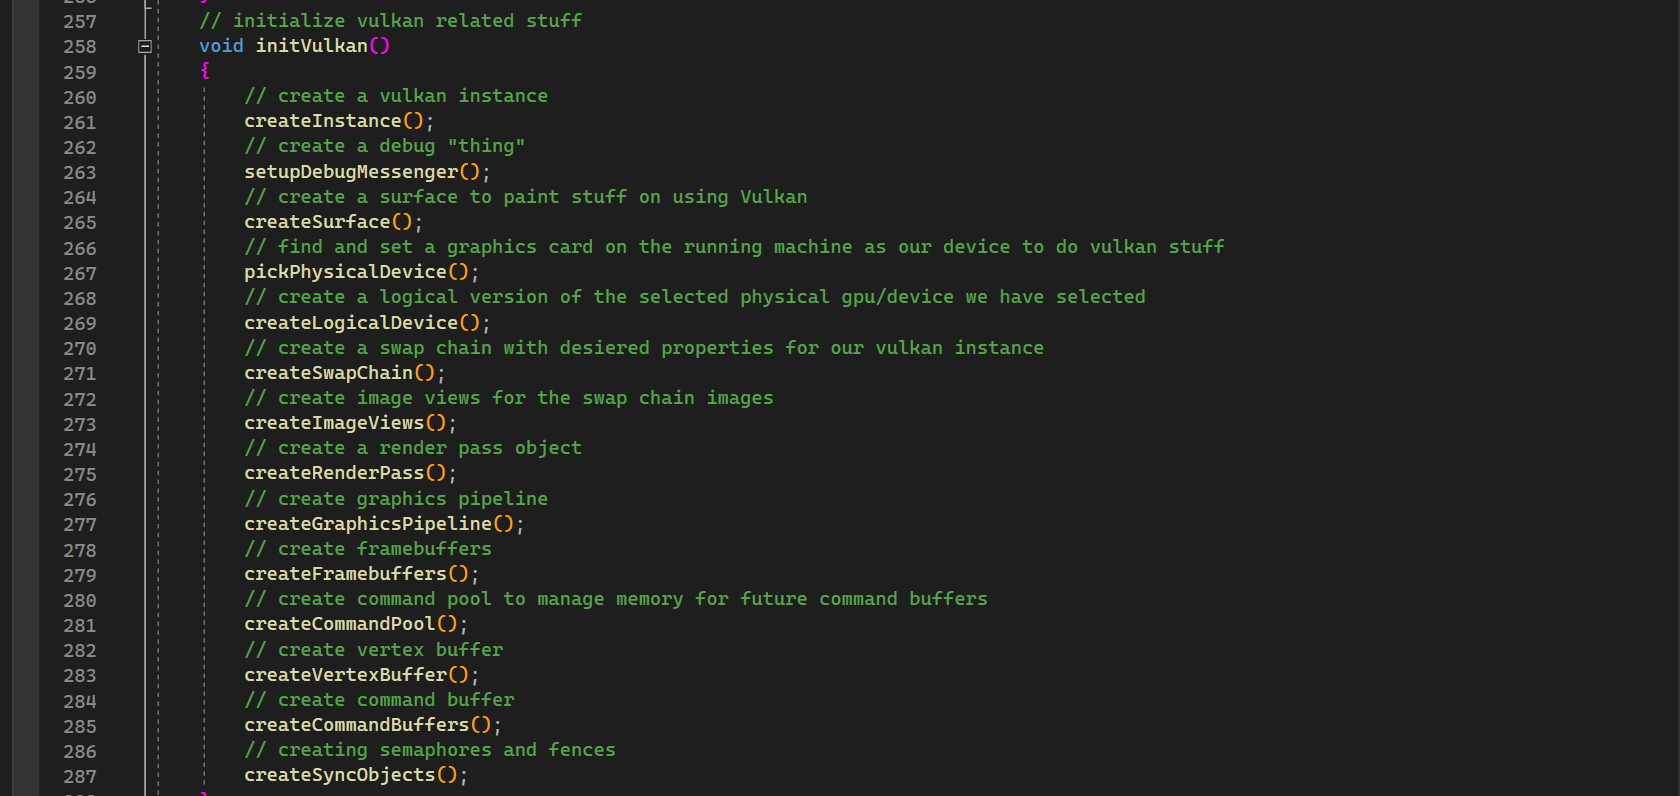 257 // initialize vulkan related stuff
258 void initVulkan()
259 {
260 // create a vulkan instance
261 createInstance();
262 // create a debug "thing"
263 setupDebugMessenger();
264 // create a surface to paint stuff on using Vulkan
265 createSurface();
266 // find and set a graphics card on the running machine as our device to do vulkan stuff
267 pickPhysicalDevice();
268 // create a logical version of the selected physical gpu/device we have selected
269 createLogicalDevice();
270 // create a swap chain with desiered properties for our vulkan instance
271 createSwapChain();
272 // create image views for the swap chain images
273 createImageViews();
274 // create a render pass object
275 createRenderPass();
276 // create graphics pipeline
277 createGraphicsPipeline();
278 // create framebuffers
279 createFramebuffers();
280 // create command pool to manage memory for future command buffers
281 createCommandPool();
282 // create vertex buffer
283 createVertexBuffer();
284 // create command buffer
285 createCommandBuffers();
286 // creating semaphores and fences
287 createSyncObjects();